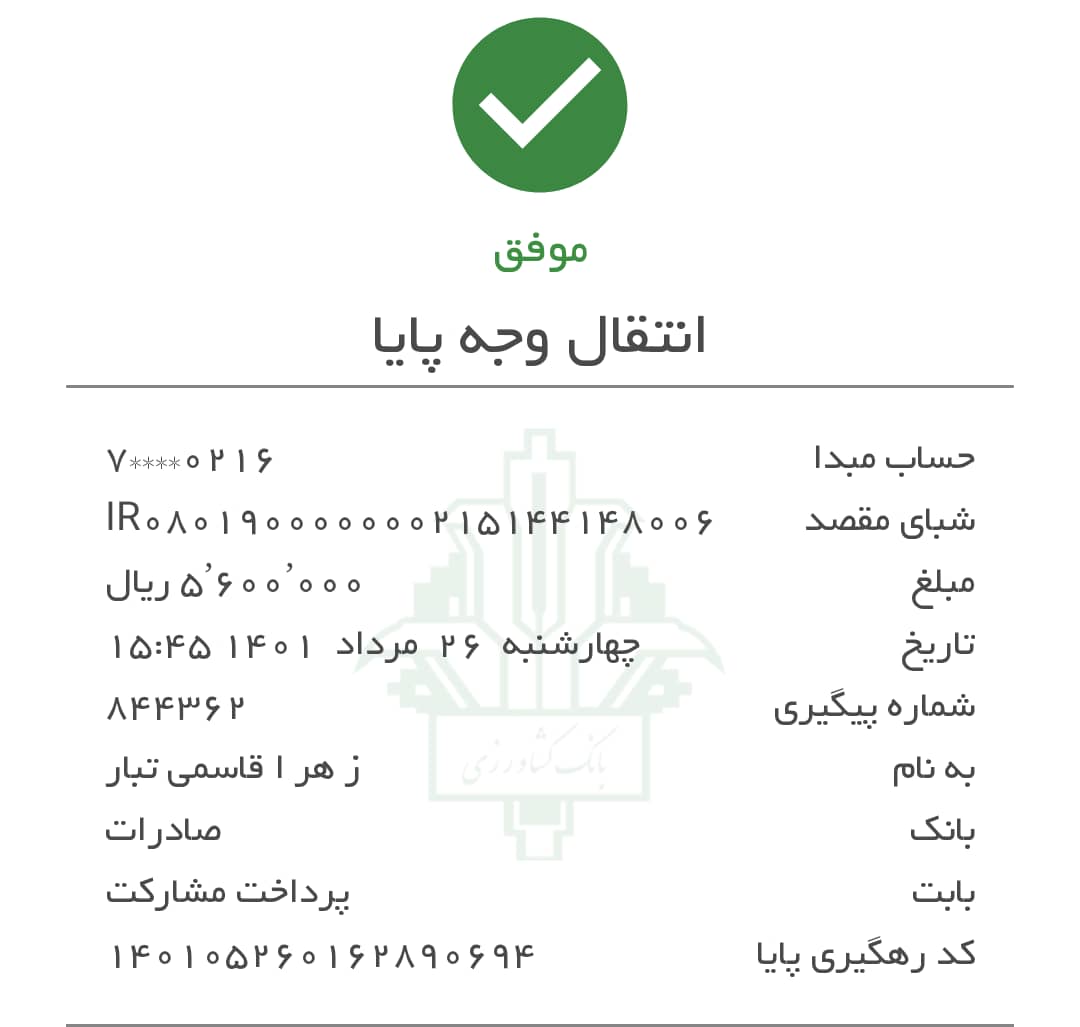 موفق
انتقال وجه پایا
حساب مبدا ۷****۰۲۱۶
شبای مقصد IR۰۸۰۱۹۰۰۰۰۰۰۰۰۲۱۵۱۴۴۱۴۸۰۰۶
مبلغ ۵٬۶۰۰٬۰۰۰ ریال
تاریخ چهارشنبه ۲۶ مرداد ۱۴۰۱ ۱۵:۴۵
شماره پیگیری ۸۴۴۳۶۲
به نام ز هر ا قاسمی تبار
بانک صادرات
بابت پرداخت مشارکت
کد رهگیری پایا ۱۴۰۱۰۵۲۶۰۱۶۲۸۹۰۶۹۴
بانک کشاورزی